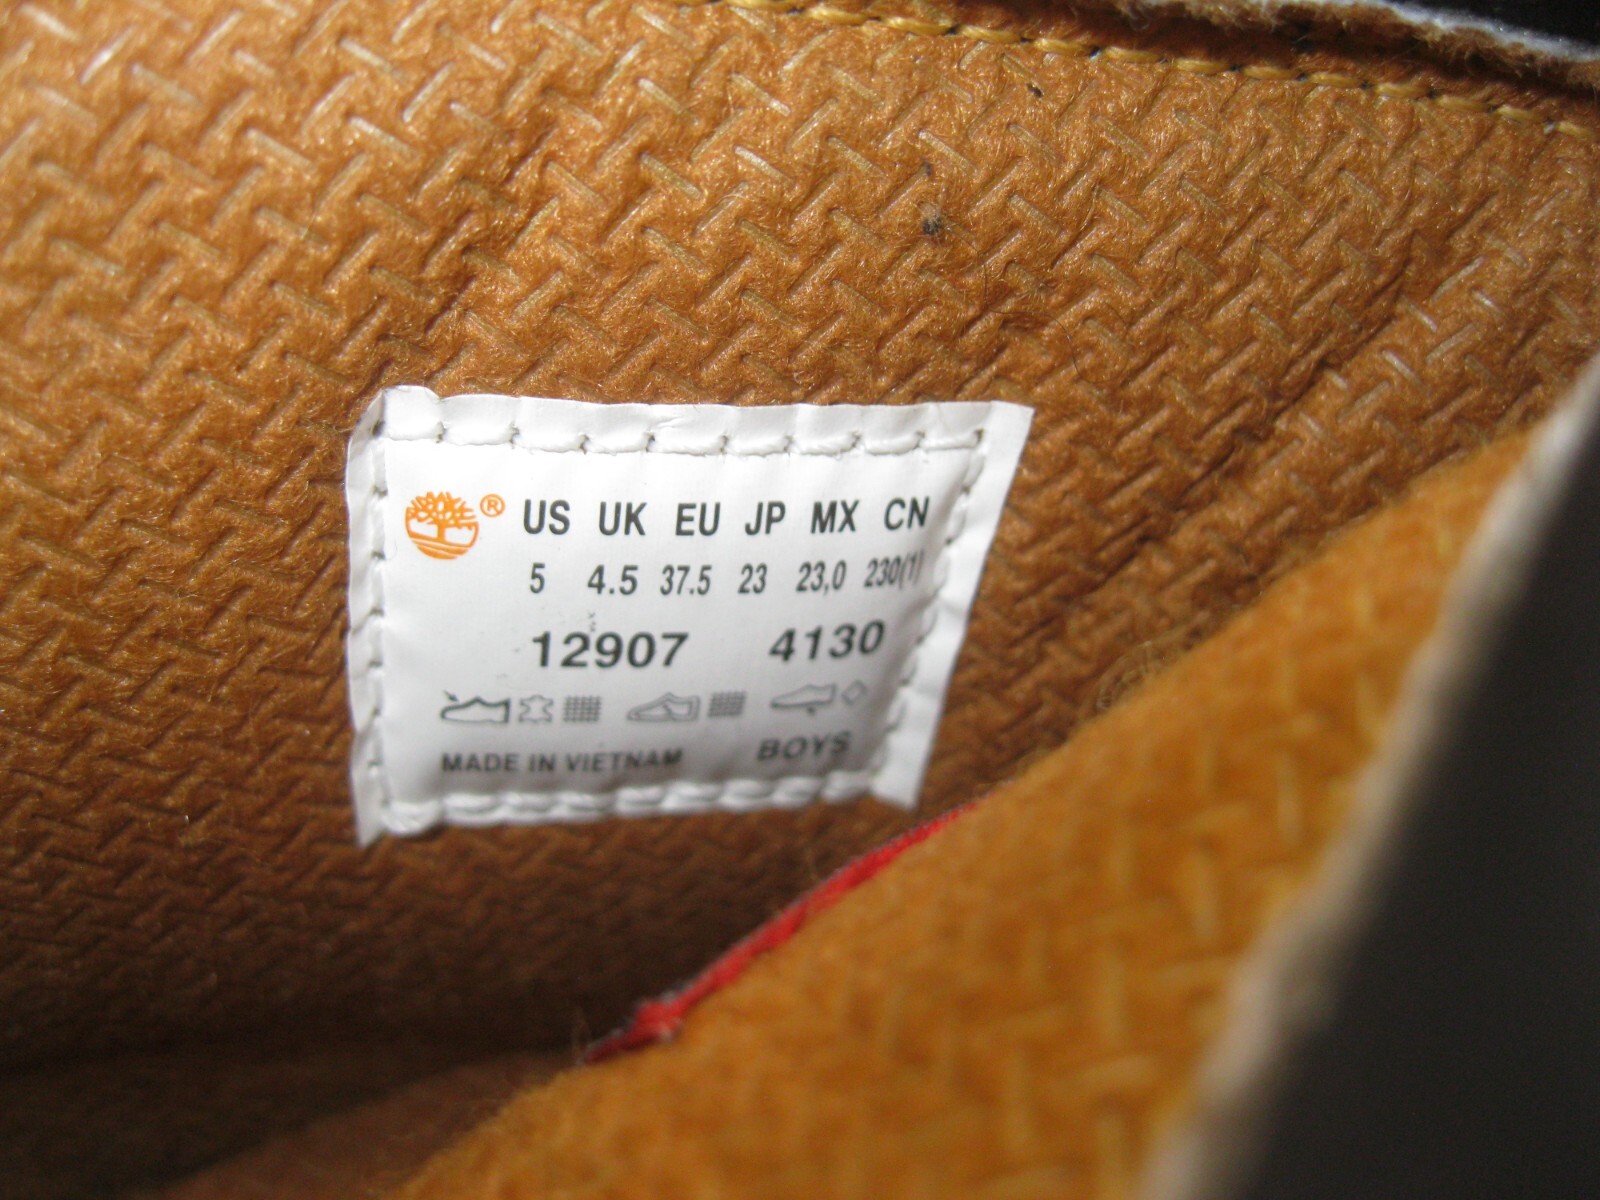 ® US UK EU JP MX CN
5 4.5 37.5 23 23,0 230(1)
12907 4130
MADE IN VIETNAM BOYS